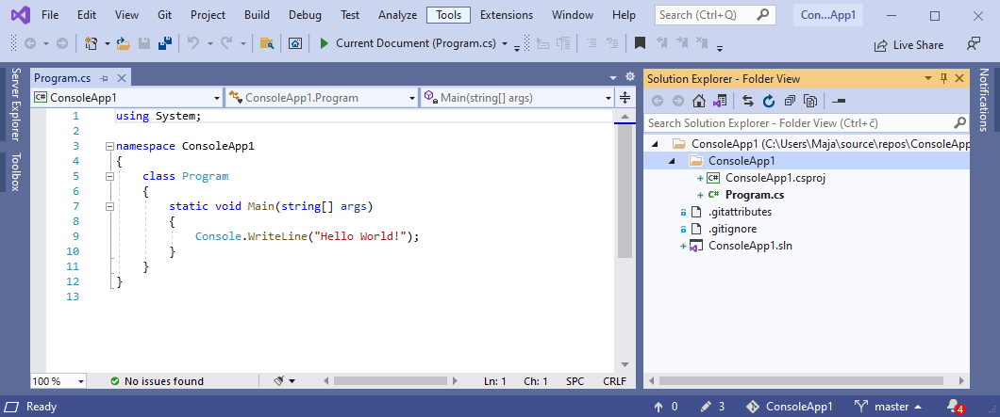 File Edit View Git Project Build Debug Test Analyze Tools Extensions Window Help Search (Ctrl+Q) Con...App1
Current Document (Program.cs) Live Share
Server Explorer
Toolbox
Program.cs
ConsoleApp1 ConsoleApp1.Program Main(string[] args)
1 using System;
2
3 namespace ConsoleApp1
4 {
5 class Program
6 {
7 static void Main(string[] args)
8 {
9 Console.WriteLine("Hello World!");
10 }
11 }
12 }
13
100 % No issues found Ln: 1 Ch: 1 SPC CRLF
Solution Explorer - Folder View
Search Solution Explorer - Folder View (Ctrl+č)
ConsoleApp1 (C:\Users\Maja\source\repos\ConsoleApp
ConsoleApp1
C# ConsoleApp1.csproj
C# Program.cs
.gitattributes
.gitignore
ConsoleApp1.sln
Notifications
Ready 0 3 ConsoleApp1 master 4